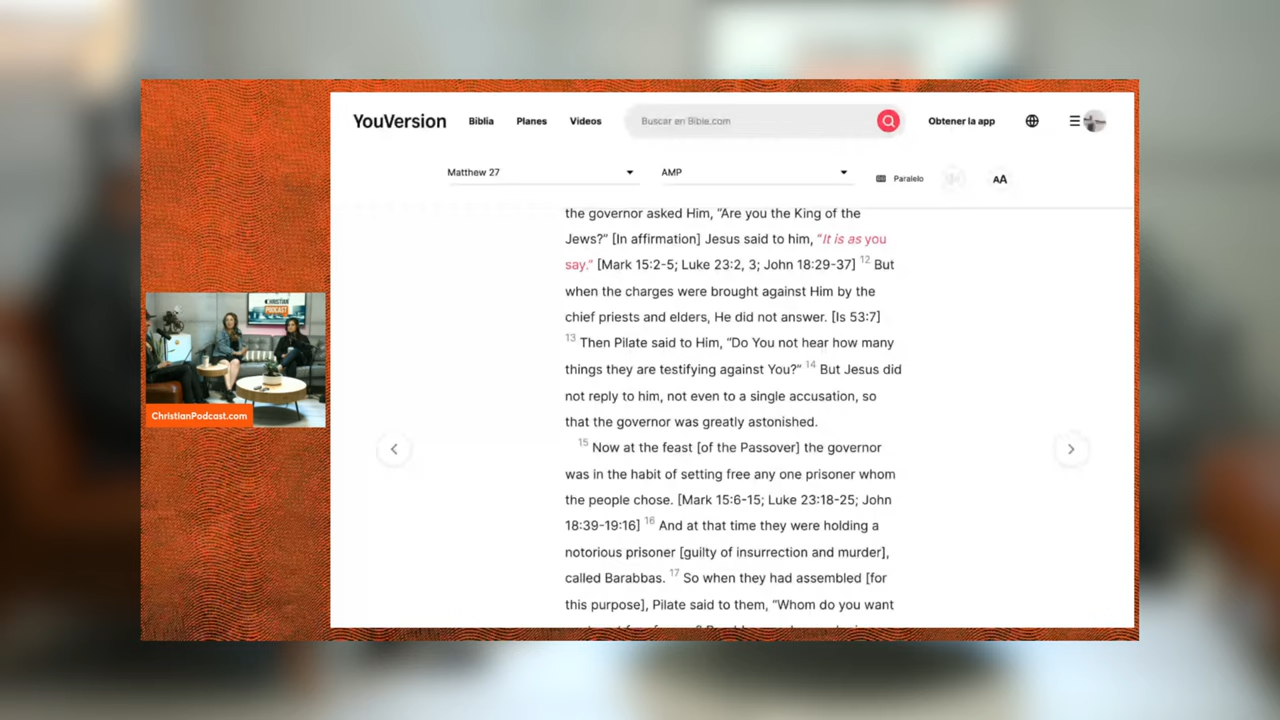 YouVersion Biblia Planes Videos Buscar en Bible.com Obtener la app
Matthew 27 AMP Paralelo AA
the governor asked Him, “Are you the King of the
Jews?” [In affirmation] Jesus said to him, “It is as you
say.” [Mark 15:2-5; Luke 23:2, 3; John 18:29-37] 12 But
when the charges were brought against Him by the
chief priests and elders, He did not answer. [Is 53:7]
13 Then Pilate said to Him, “Do You not hear how many
things they are testifying against You?” 14 But Jesus did
not reply to him, not even to a single accusation, so
that the governor was greatly astonished.
15 Now at the feast [of the Passover] the governor
was in the habit of setting free any one prisoner whom
the people chose. [Mark 15:6-15; Luke 23:18-25; John
18:39-19:16] 16 And at that time they were holding a
notorious prisoner [guilty of insurrection and murder],
called Barabbas. 17 So when they had assembled [for
this purpose], Pilate said to them, “Whom do you want
CHRISTIAN
PODCAST
ChristianPodcast.com